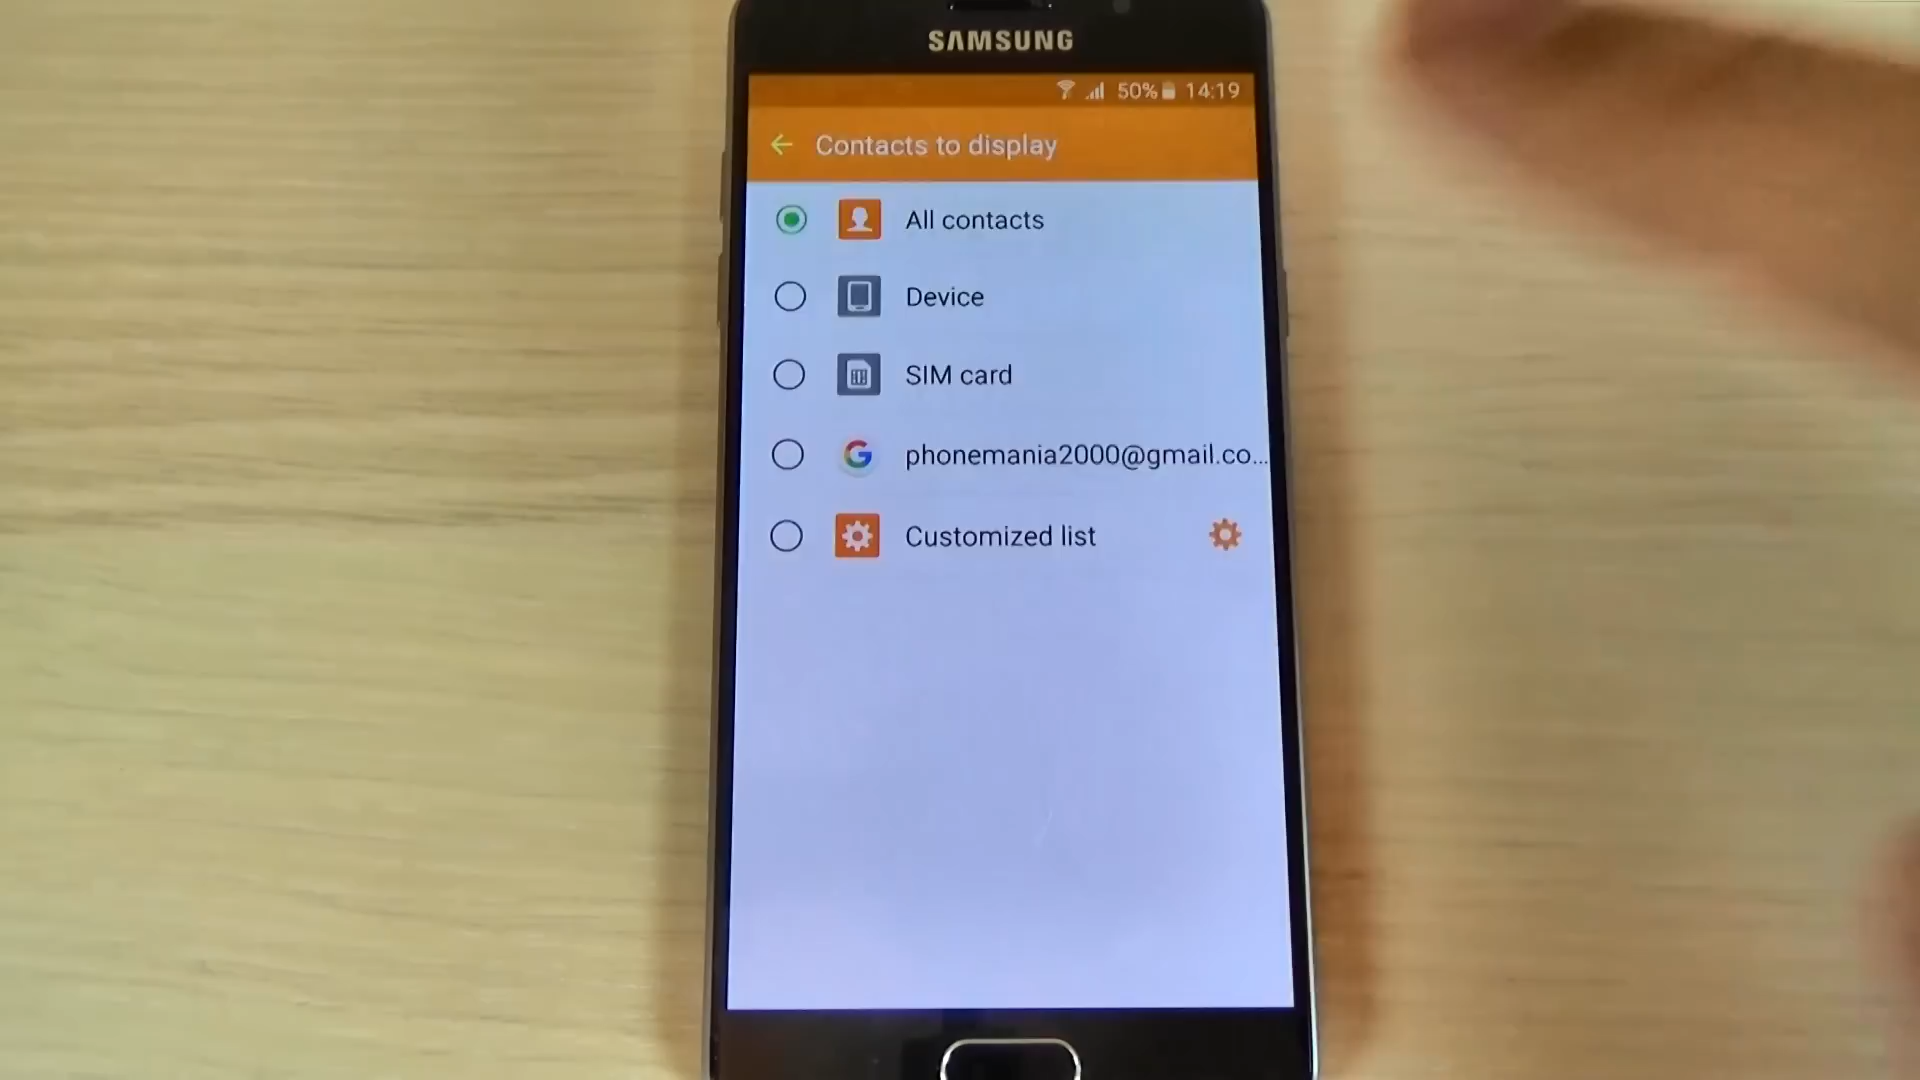 SAMSUNG
50% 14:19
Contacts to display
All contacts
Device
SIM card
phonemania2000@gmail.co...
Customized list